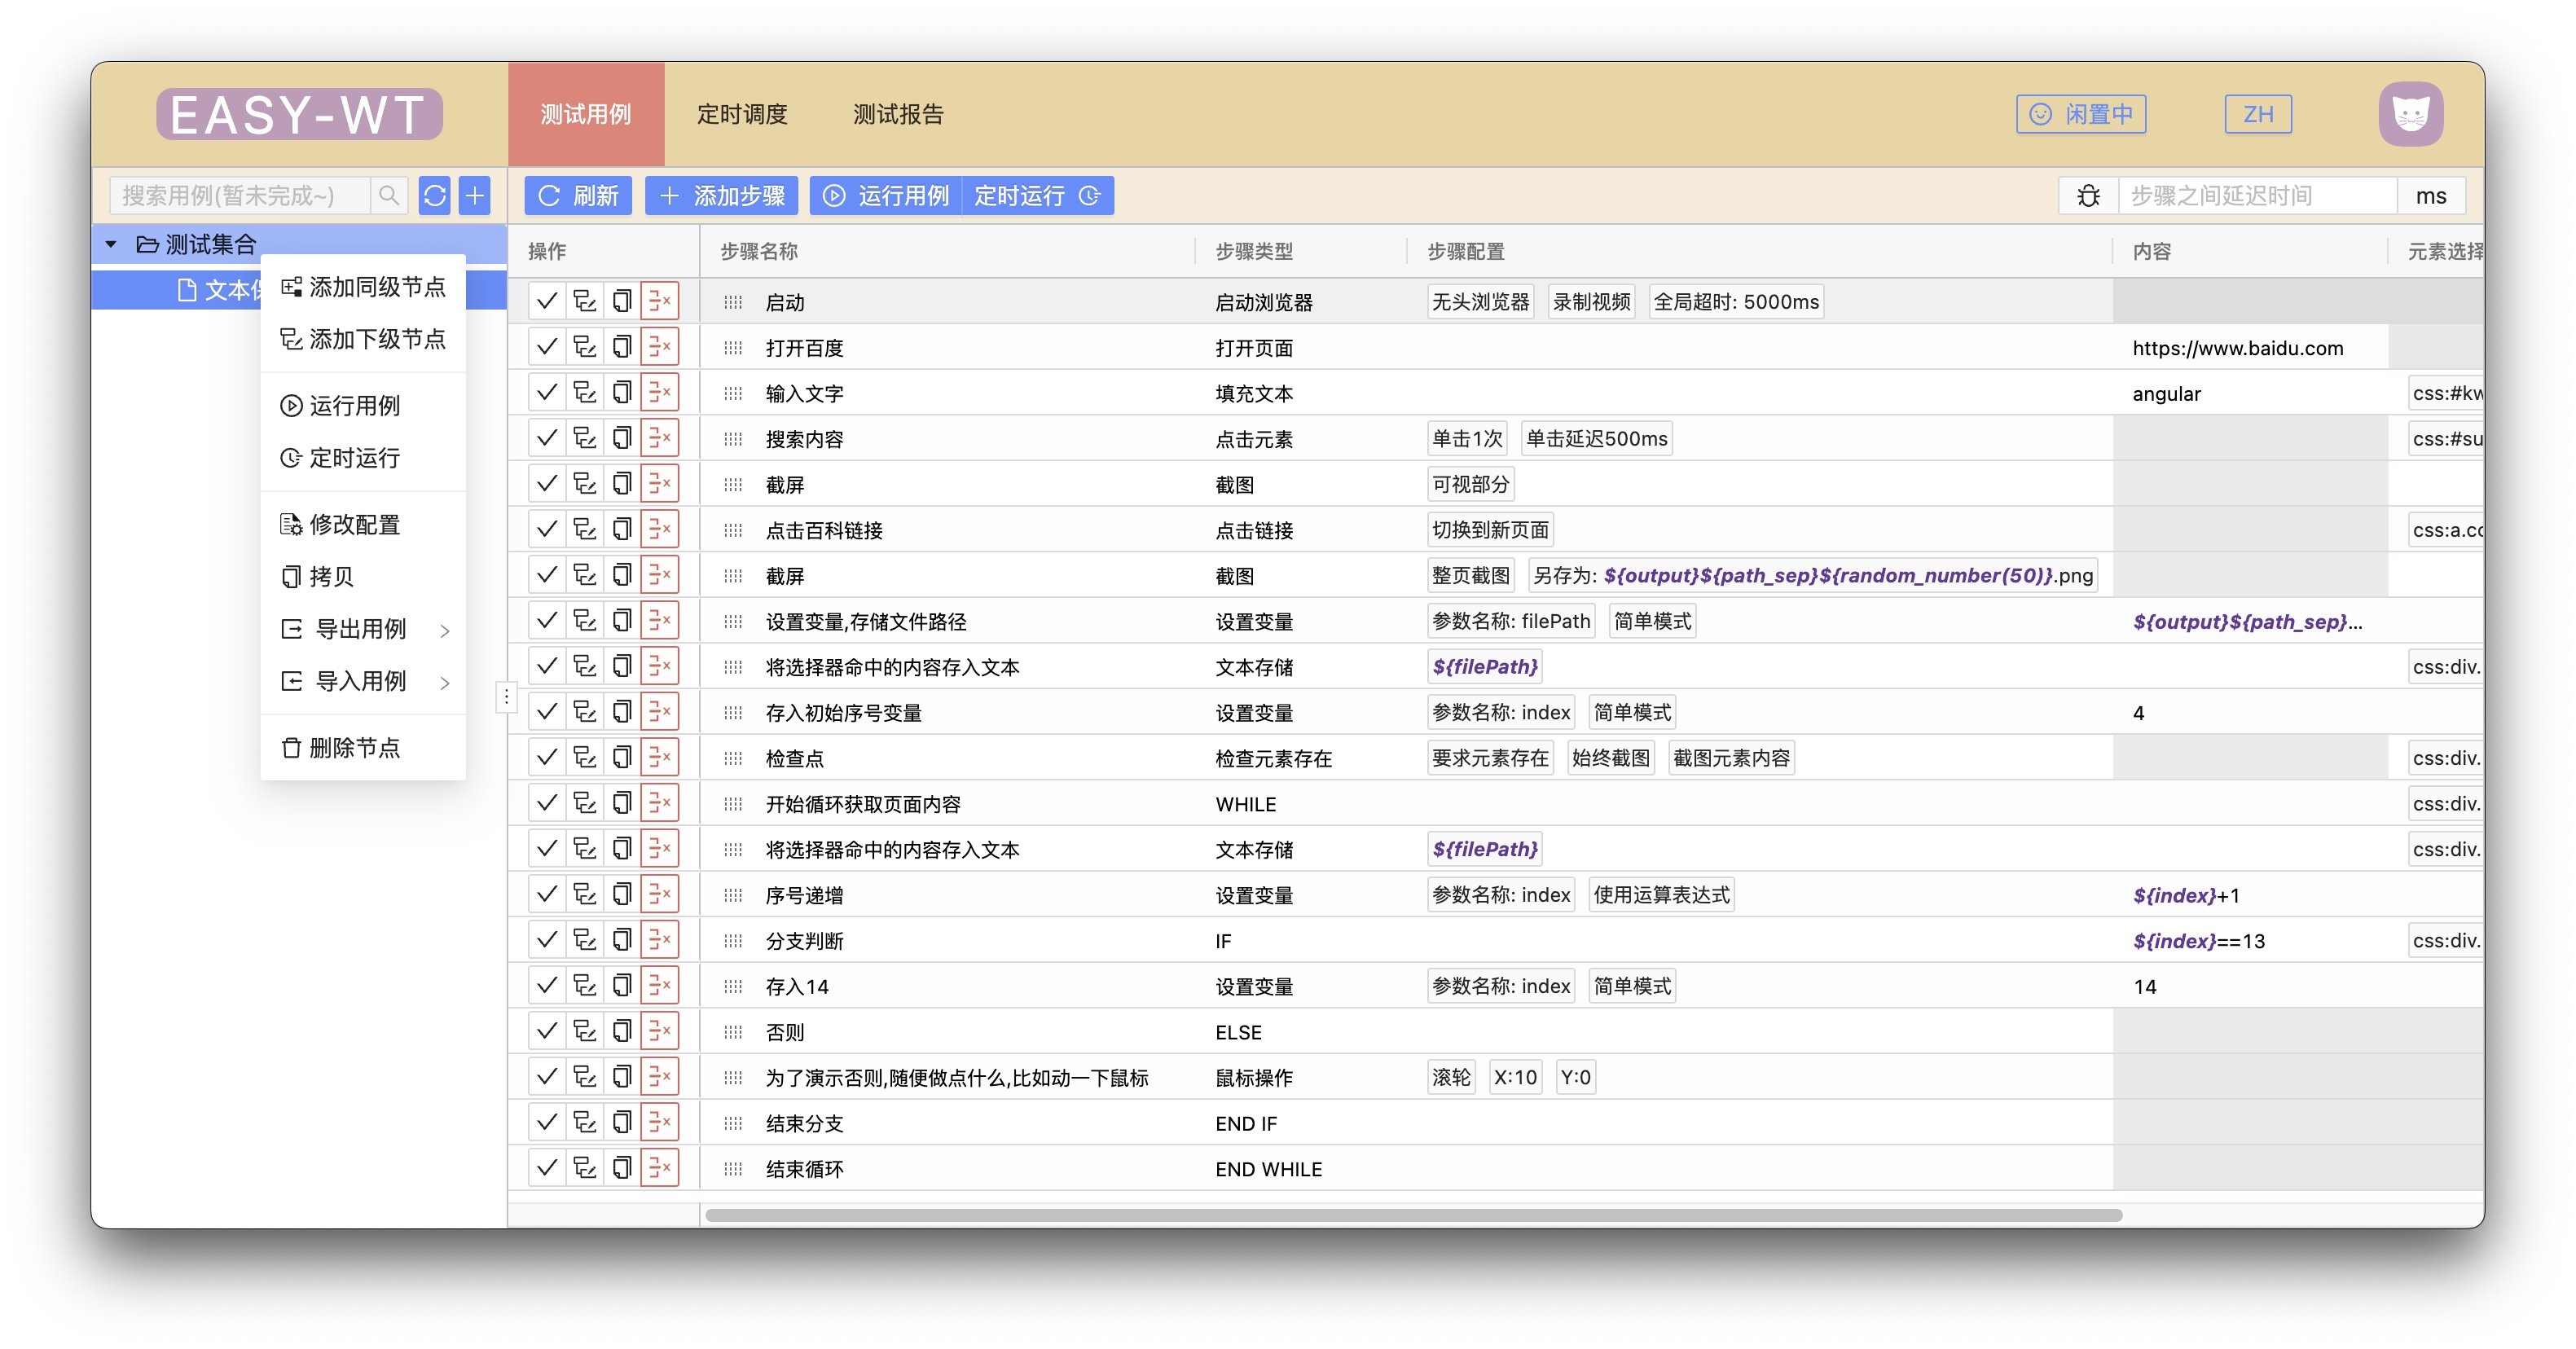 EASY-WT 测试用例 定时调度 测试报告 闲置中 ZH
搜索用例(暂未完成~) 刷新 添加步骤 运行用例 定时运行 步骤之间延迟时间 ms
测试集合
文本
添加同级节点
添加下级节点
运行用例
定时运行
修改配置
拷贝
导出用例
导入用例
删除节点
操作 步骤名称 步骤类型 步骤配置 内容 元素选择
启动 启动浏览器 无头浏览器 录制视频 全局超时: 5000ms
打开百度 打开页面 https://www.baidu.com
输入文字 填充文本 angular css:#kw
搜索内容 点击元素 单击1次 单击延迟500ms css:#su
截屏 截图 可视部分
点击百科链接 点击链接 切换到新页面 css:a.c
截屏 截图 整页截图 另存为: ${output}${path_sep}${random_number(50)}.png
设置变量,存储文件路径 设置变量 参数名称: filePath 简单模式 ${output}${path_sep}...
将选择器命中的内容存入文本 文本存储 ${filePath} css:div.
存入初始序号变量 设置变量 参数名称: index 简单模式 4
检查点 检查元素存在 要求元素存在 始终截图 截图元素内容 css:div.
开始循环获取页面内容 WHILE css:div.
将选择器命中的内容存入文本 文本存储 ${filePath} css:div.
序号递增 设置变量 参数名称: index 使用运算表达式 ${index}+1
分支判断 IF ${index}==13 css:div.
存入14 设置变量 参数名称: index 简单模式 14
否则 ELSE
为了演示否则,随便做点什么,比如动一下鼠标 鼠标操作 滚轮 X:10 Y:0
结束分支 END IF
结束循环 END WHILE